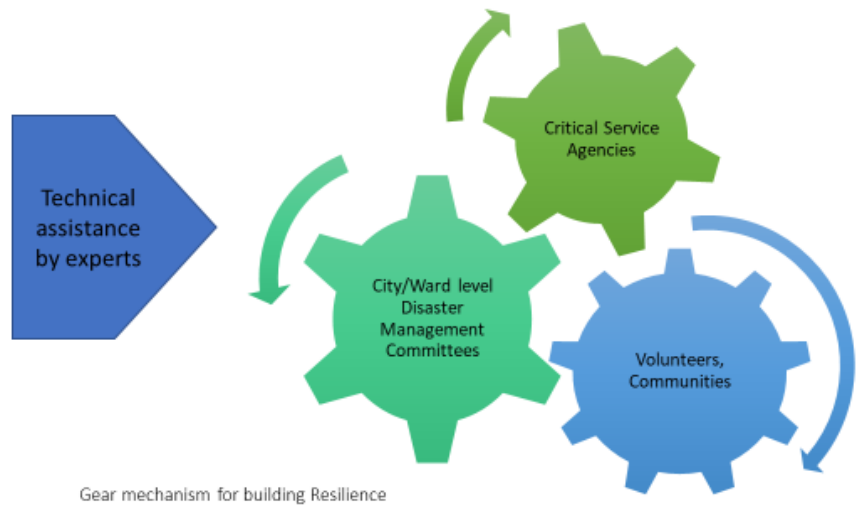 Technical
assistance
by experts
Critical Service
Agencies
City/Ward level
Disaster
Management
Committees
Volunteers,
Communities
Gear mechanism for building Resilience